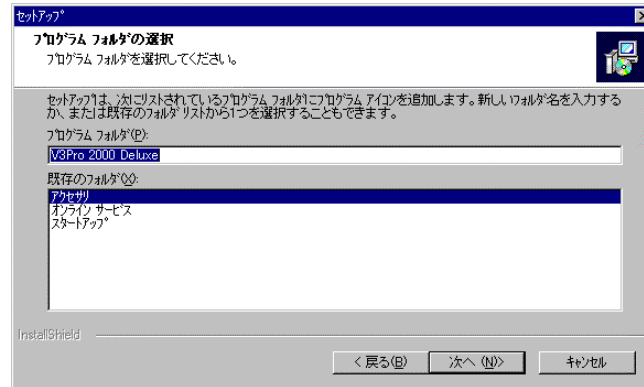 セットアップ
プログラム フォルダの選択
プログラム フォルダを選択してください。
セットアップは、次にリストされているプログラム フォルダにプログラム アイコンを追加します。新しいフォルダ名を入力する
か、または既存のフォルダ リストから1つを選択することもできます。
プログラム フォルダ(P):
V3Pro 2000 Deluxe
既存のフォルダ(X):
アクセサリ
オンライン サービス
スタートアップ
InstallShield
< 戻る(B)
次へ (N)>
キャンセル